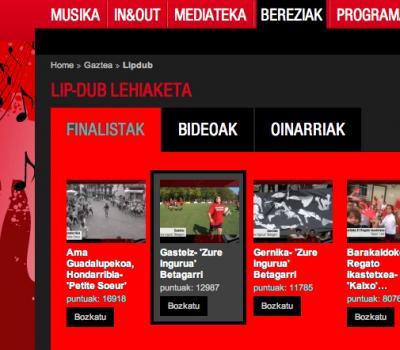 MUSIKA IN&OUT MEDIATEKA BEREZIAK PROGRAMA
Home » Gaztea » Lipdub
LIP-DUB LEHIAKETA
FINALISTAK BIDEOAK OINARRIAK
Ama
Guadalupekoa,
Hondarribia-
'Petite Soeur'
puntuak: 16918
Bozkatu
Gasteiz- 'Zure
ingurua'
Betagarri
puntuak: 12987
Bozkatu
Gernika- 'Zure
ingurua'
Betagarri
puntuak: 11785
Bozkatu
Barakaldoko
Regato
ikastetxea-
'Kaixo'...
puntuak: 8076
Bozkatu